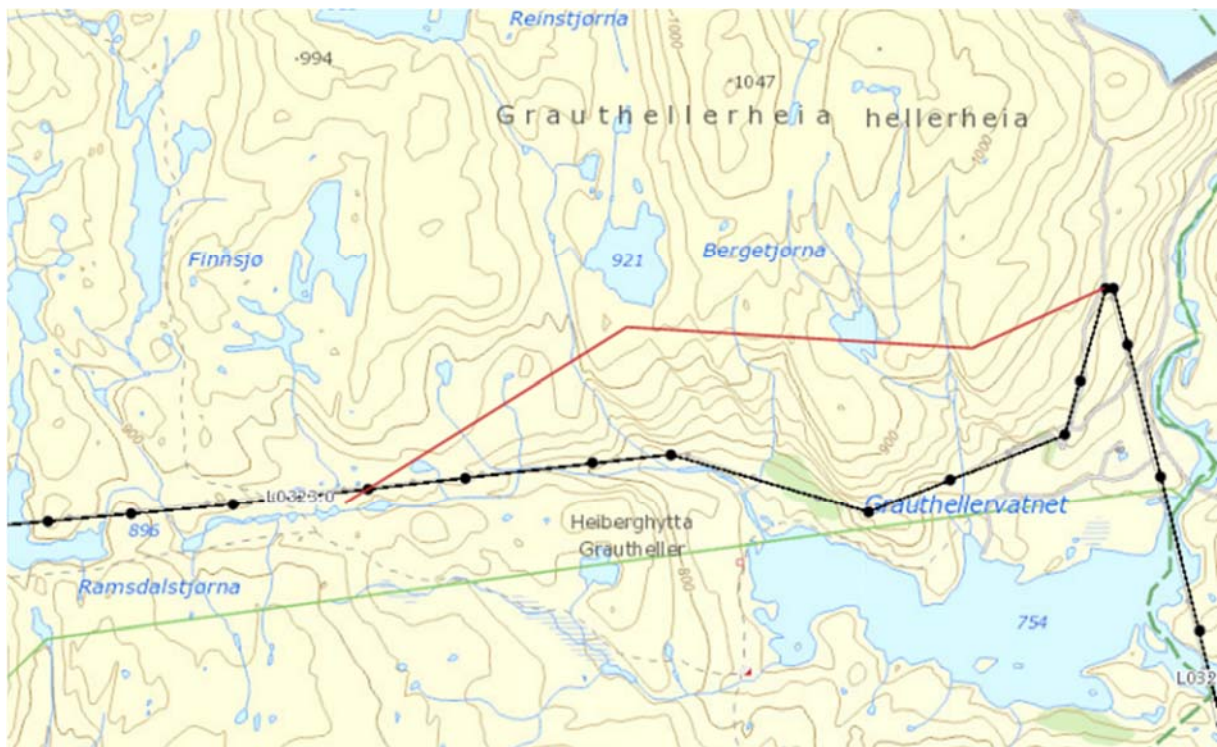 Reinstjørna
994
1000
1047
Grauthellerheia hellerheia
1000
Finnsjø
921
Bergetjørna
900
900
L0323.0
Grauthellervatnet
896
Heiberghytta
Grautheller
800
Ramsdalstjørna
754
L032